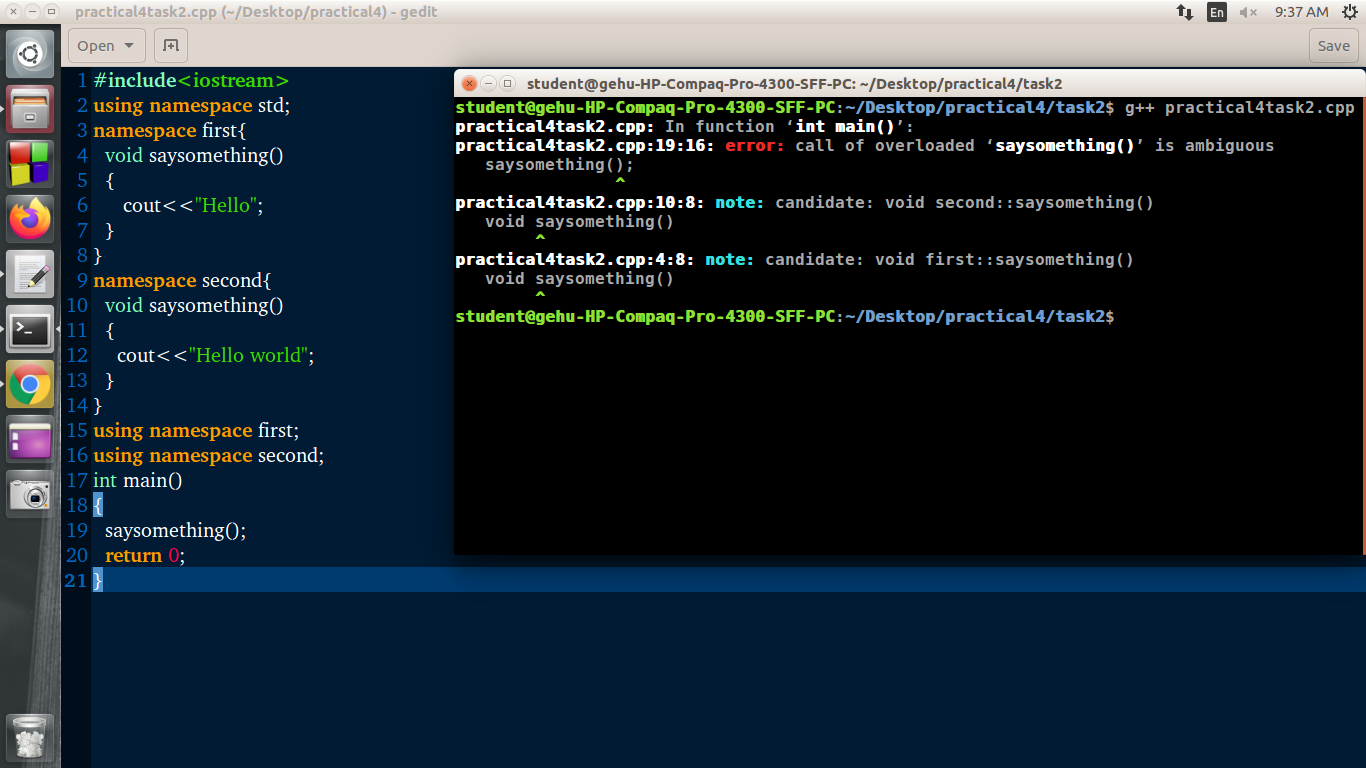 practical4task2.cpp (~/Desktop/practical4) - gedit
En
9:37 AM
Open
Save
1 #include<iostream>
2 using namespace std;
3 namespace first{
4 void saysomething()
5 {
6 cout<<"Hello";
7 }
8 }
9 namespace second{
10 void saysomething()
11 {
12 cout<<"Hello world";
13 }
14 }
15 using namespace first;
16 using namespace second;
17 int main()
18 {
19 saysomething();
20 return 0;
21 }
student@gehu-HP-Compaq-Pro-4300-SFF-PC: ~/Desktop/practical4/task2
student@gehu-HP-Compaq-Pro-4300-SFF-PC:~/Desktop/practical4/task2$ g++ practical4task2.cpp
practical4task2.cpp: In function ‘int main()’:
practical4task2.cpp:19:16: error: call of overloaded ‘saysomething()’ is ambiguous
saysomething();
^
practical4task2.cpp:10:8: note: candidate: void second::saysomething()
void saysomething()
^
practical4task2.cpp:4:8: note: candidate: void first::saysomething()
void saysomething()
^
student@gehu-HP-Compaq-Pro-4300-SFF-PC:~/Desktop/practical4/task2$